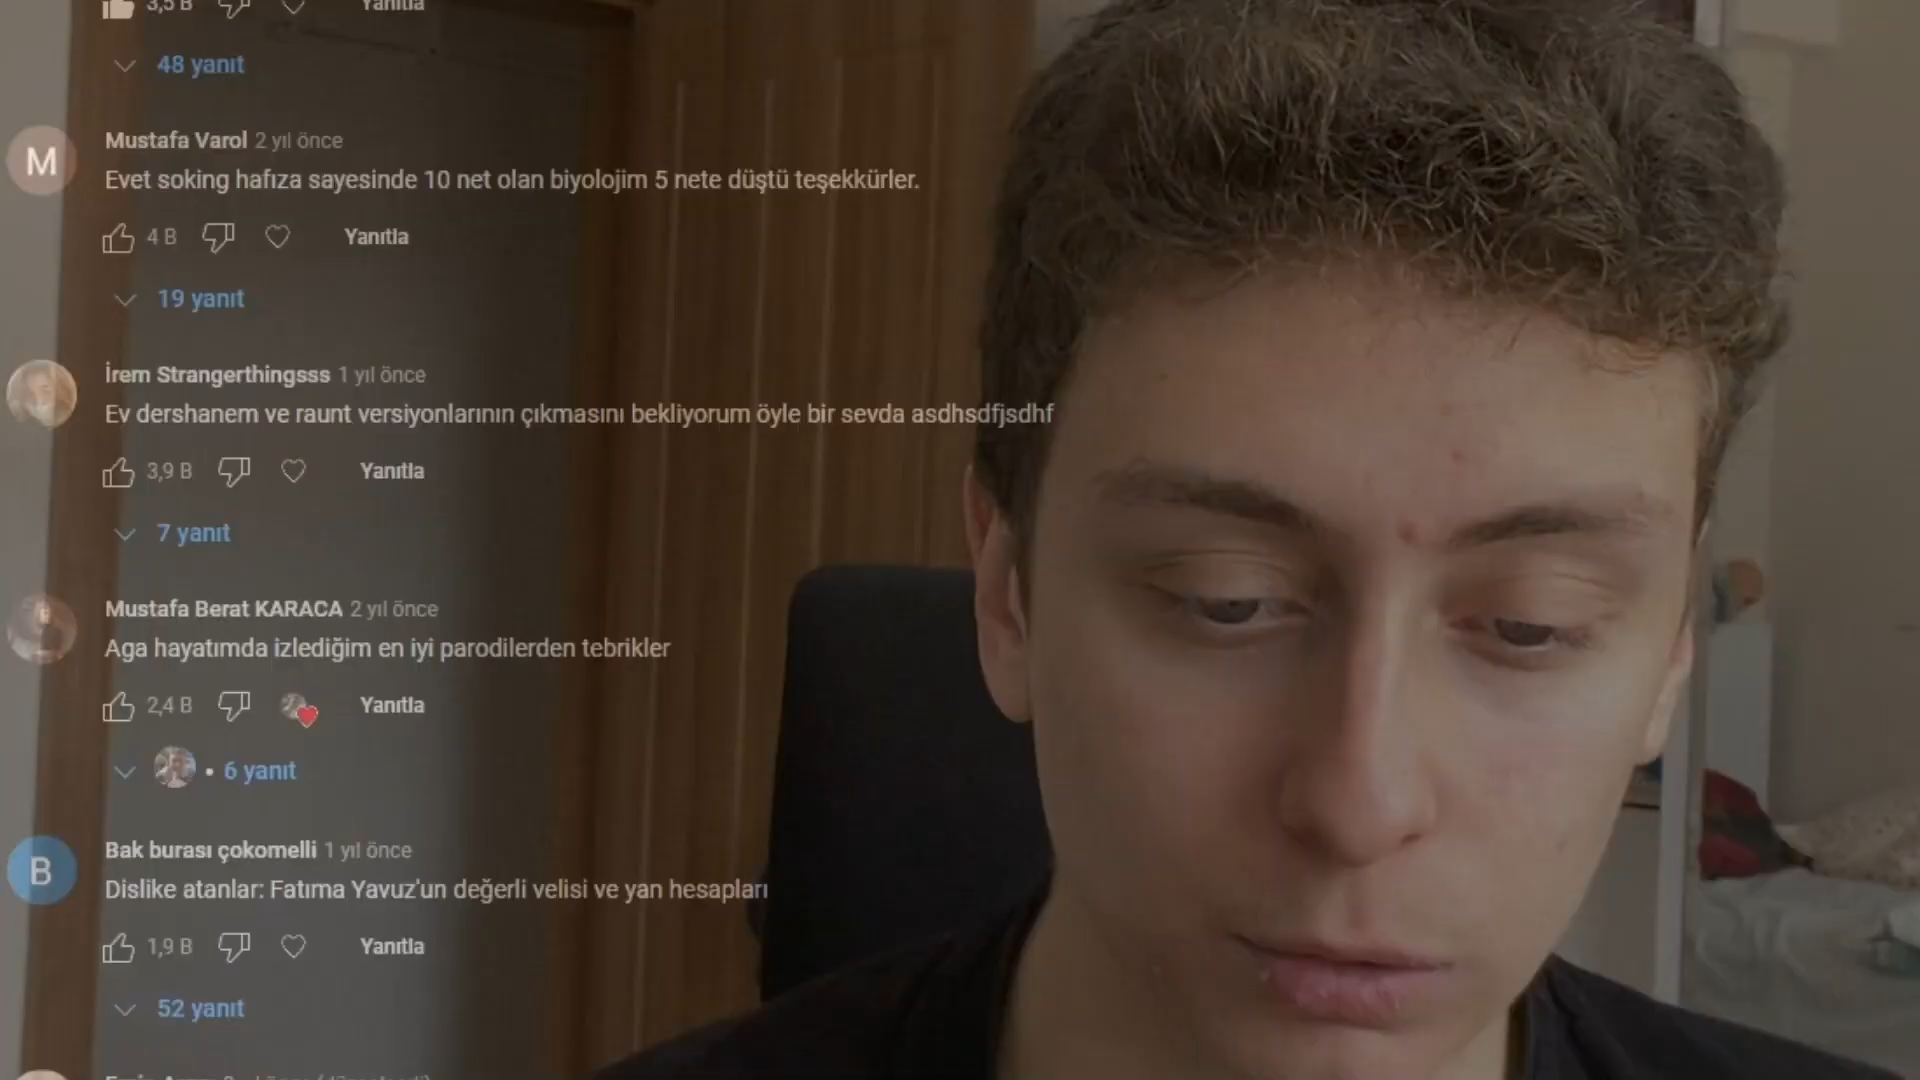 3,5 B Yanıtla
48 yanıt
M
Mustafa Varol 2 yıl önce
Evet soking hafıza sayesinde 10 net olan biyolojim 5 nete düştü teşekkürler.
4 B Yanıtla
19 yanıt
İrem Strangerthingsss 1 yıl önce
Ev dershanem ve raunt versiyonlarının çıkmasını bekliyorum öyle bir sevda asdhsdfjsdhf
3,9 B Yanıtla
7 yanıt
Mustafa Berat KARACA 2 yıl önce
Aga hayatımda izlediğim en iyi parodilerden tebrikler
2,4 B Yanıtla
• 6 yanıt
B
Bak burası çokomelli 1 yıl önce
Dislike atanlar: Fatıma Yavuz'un değerli velisi ve yan hesapları
1,9 B Yanıtla
52 yanıt